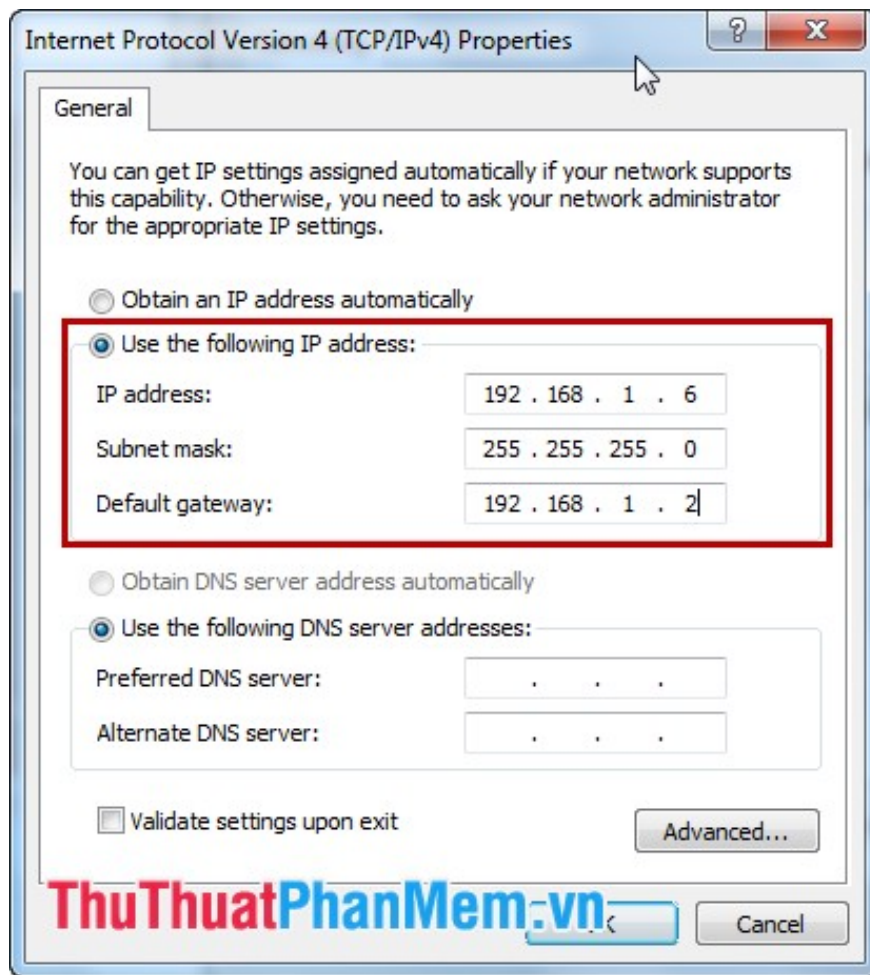 Internet Protocol Version 4 (TCP/IPv4) Properties
General
You can get IP settings assigned automatically if your network supports
this capability. Otherwise, you need to ask your network administrator
for the appropriate IP settings.
Obtain an IP address automatically
Use the following IP address:
IP address: 192 . 168 . 1 . 6
Subnet mask: 255 . 255 . 255 . 0
Default gateway: 192 . 168 . 1 . 2
Obtain DNS server address automatically
Use the following DNS server addresses:
Preferred DNS server: . . .
Alternate DNS server: . . .
Validate settings upon exit
Advanced...
ThuThuatPhanMem.vn
Cancel